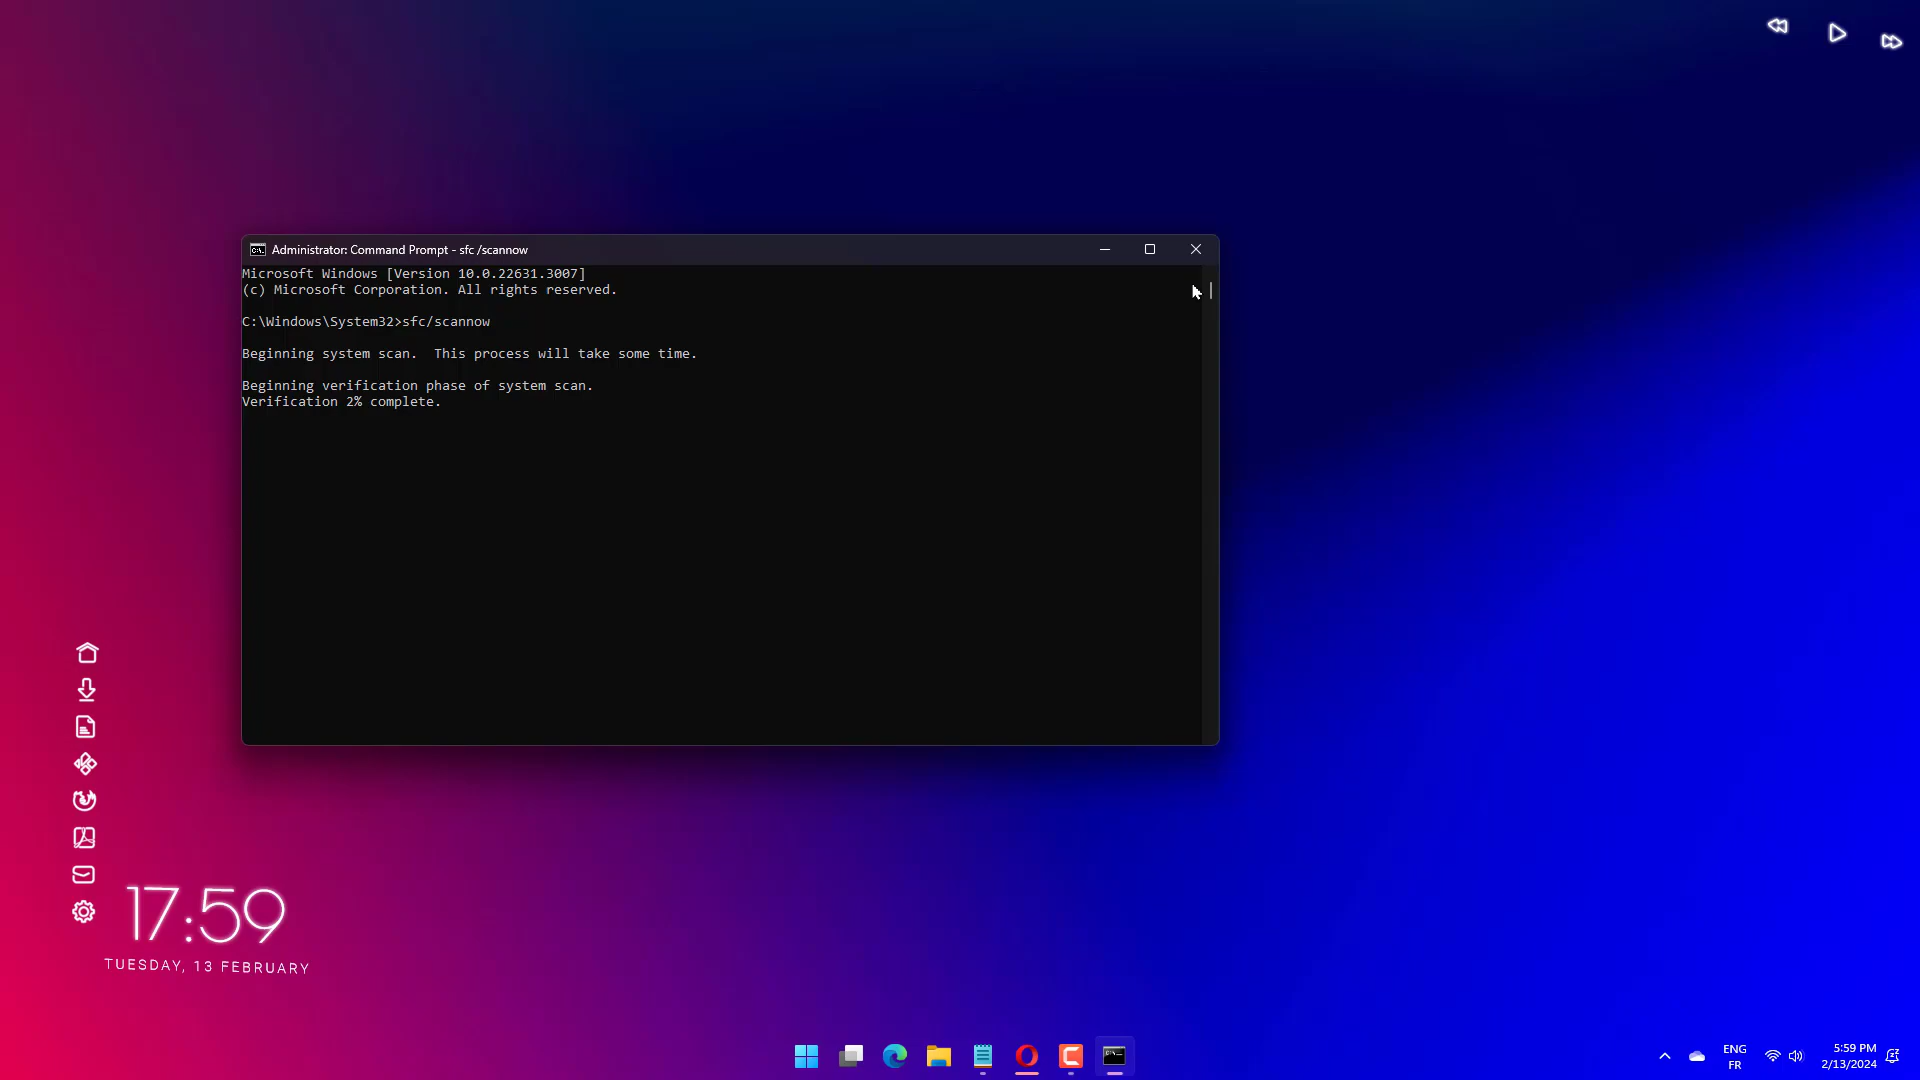 Administrator: Command Prompt - sfc /scannow
Microsoft Windows [Version 10.0.22631.3007]
(c) Microsoft Corporation. All rights reserved.
C:\Windows\System32>sfc/scannow
Beginning system scan.  This process will take some time.
Beginning verification phase of system scan.
Verification 2% complete.
17:59
TUESDAY, 13 FEBRUARY
ENG
FR
5:59 PM
2/13/2024